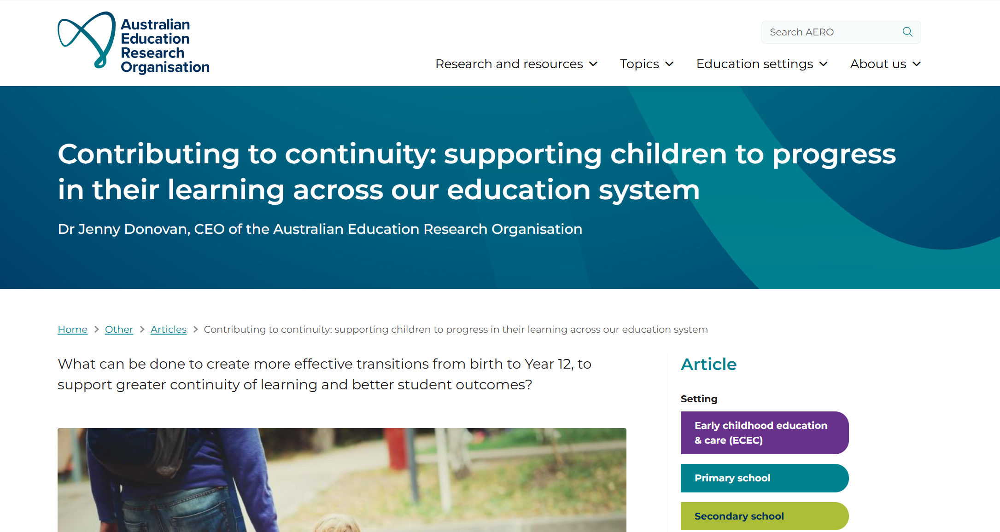 Australian
Education
Research
Organisation
Search AERO
Research and resources
Topics
Education settings
About us
Contributing to continuity: supporting children to progress
in their learning across our education system
Dr Jenny Donovan, CEO of the Australian Education Research Organisation
Home > Other > Articles > Contributing to continuity: supporting children to progress in their learning across our education system
What can be done to create more effective transitions from birth to Year 12, to
support greater continuity of learning and better student outcomes?
Article
Setting
Early childhood education
& care (ECEC)
Primary school
Secondary school